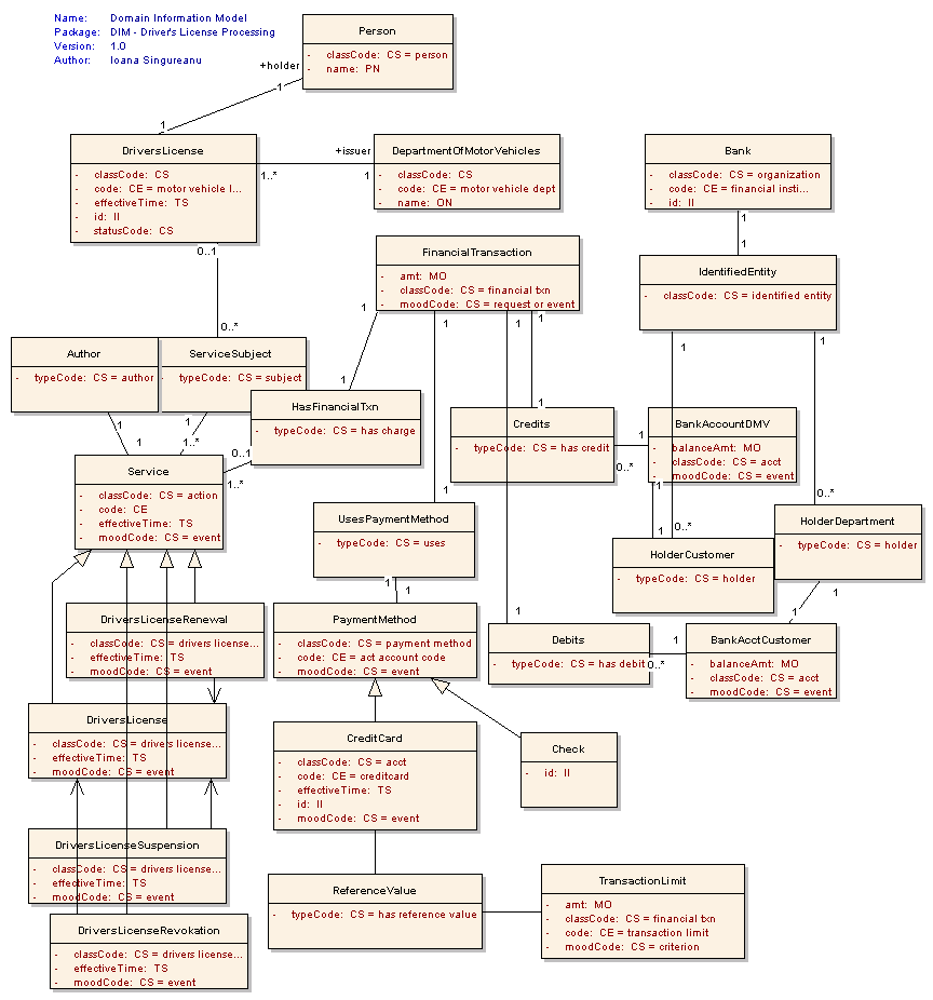 Name: Domain Information Model
Package: DIM - Driver's License Processing
Version: 1.0
Author: Ioana Singureanu
Person
- classCode: CS = person
- name: PN
+holder
1
1
DriversLicense
- classCode: CS
- code: CE = motor vehicle l...
- effectiveTime: TS
- id: II
- statusCode: CS
+issuer
1..*
1
DepartmentOfMotorVehicles
- classCode: CS
- code: CE = motor vehicle dept
- name: ON
Bank
- classCode: CS = organization
- code: CE = financial insti...
- id: II
1
1
0..1
0..*
FinancialTransaction
- amt: MO
- classCode: CS = financial txn
- moodCode: CS = request or event
IdentifiedEntity
- classCode: CS = identified entity
1
1
1
1
1
1
1
Author
- typeCode: CS = author
ServiceSubject
- typeCode: CS = subject
1
HasFinancialTxn
- typeCode: CS = has charge
1
1
1..*
0..1
1..*
1
Credits
- typeCode: CS = has credit
1
0..*
BankAccountDMV
- balanceAmt: MO
- classCode: CS = acct
- moodCode: CS = event
1
0..*
1
0..*
Service
- classCode: CS = action
- code: CE
- effectiveTime: TS
- moodCode: CS = event
1
UsesPaymentMethod
- typeCode: CS = uses
1
1
HolderCustomer
- typeCode: CS = holder
HolderDepartment
- typeCode: CS = holder
1
1
DriversLicenseRenewal
- classCode: CS = drivers license...
- effectiveTime: TS
- moodCode: CS = event
PaymentMethod
- classCode: CS = payment method
- code: CE = act account code
- moodCode: CS = event
1
Debits
- typeCode: CS = has debit
1
0..*
BankAcctCustomer
- balanceAmt: MO
- classCode: CS = acct
- moodCode: CS = event
DriversLicense
- classCode: CS = drivers license...
- effectiveTime: TS
- moodCode: CS = event
CreditCard
- classCode: CS = acct
- code: CE = creditcard
- effectiveTime: TS
- id: II
- moodCode: CS = event
Check
- id: II
DriversLicenseSuspension
- classCode: CS = drivers license...
- effectiveTime: TS
- moodCode: CS = event
ReferenceValue
- typeCode: CS = has reference value
TransactionLimit
- amt: MO
- classCode: CS = financial txn
- code: CE = transaction limit
- moodCode: CS = criterion
DriversLicenseRevokation
- classCode: CS = drivers license...
- effectiveTime: TS
- moodCode: CS = event